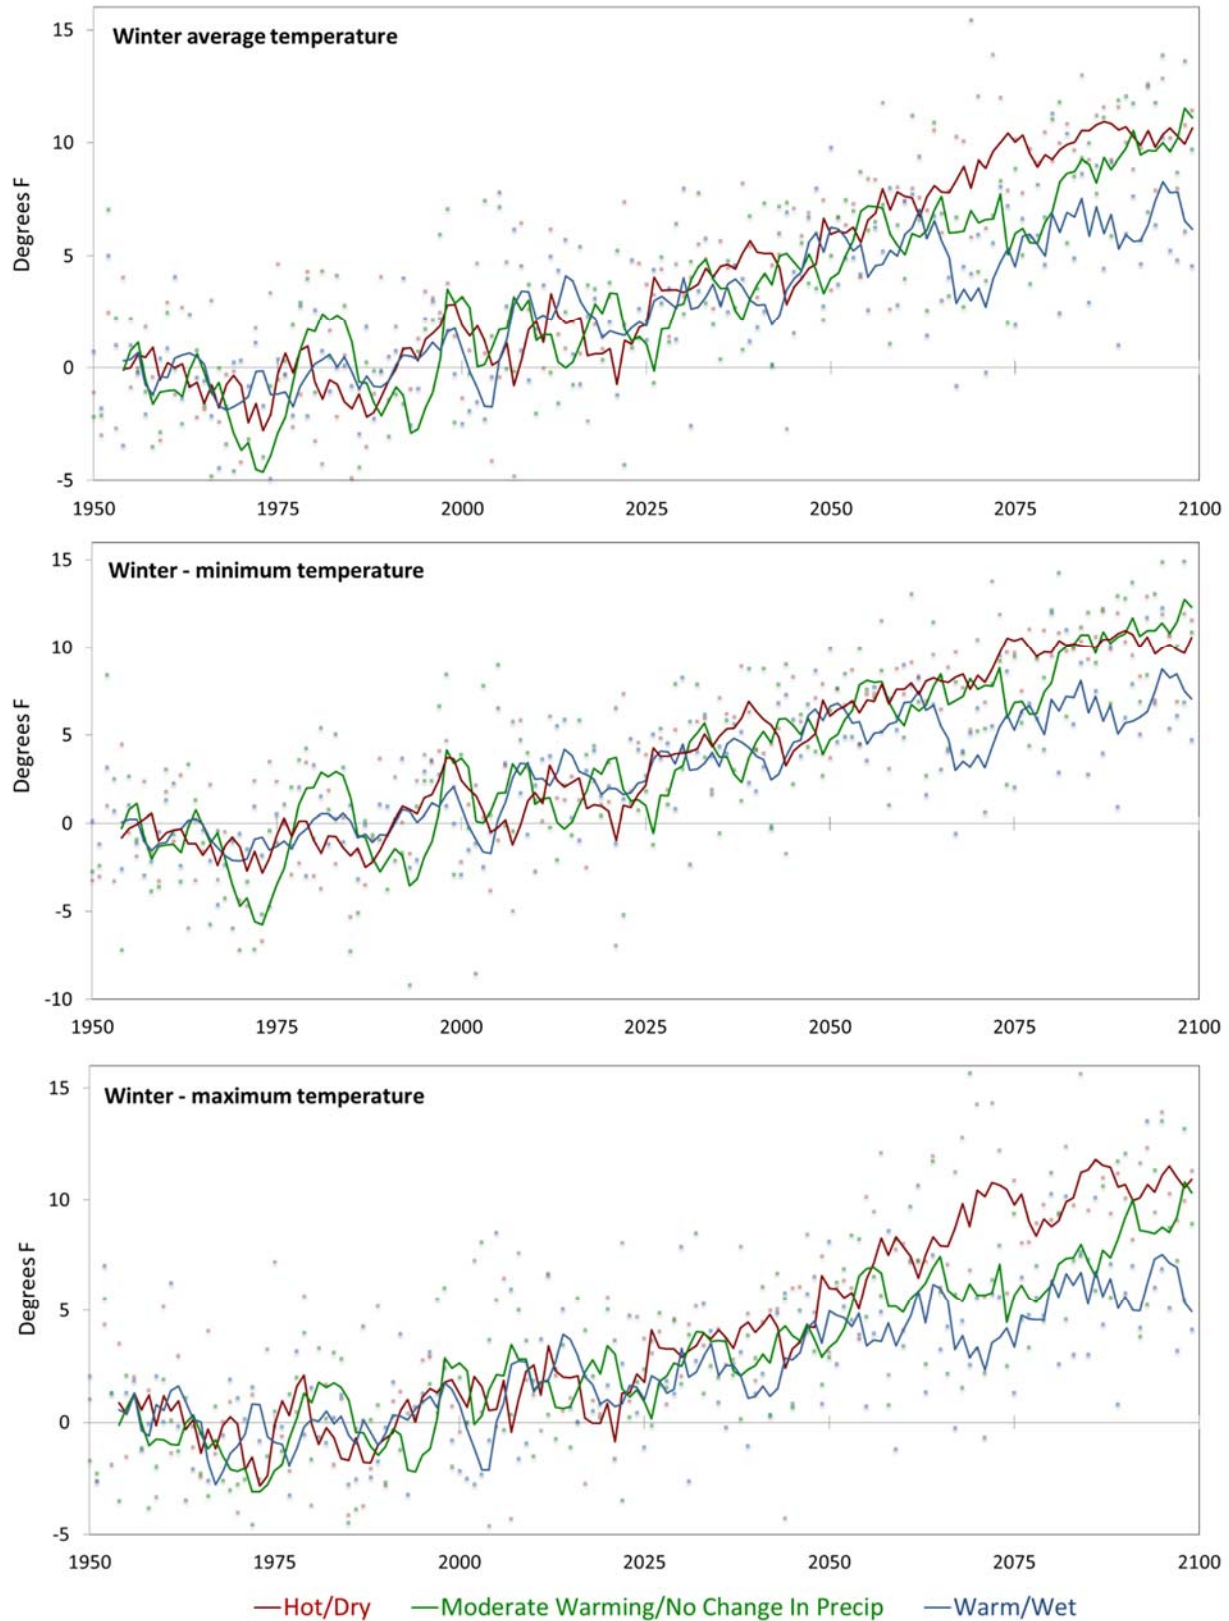 Winter average temperature
Degrees F
15
10
5
0
-5
1950 1975 2000 2025 2050 2075 2100
Winter - minimum temperature
15
10
5
0
-5
-10
1950 1975 2000 2025 2050 2075 2100
Winter - maximum temperature
Degrees F
15
10
5
0
-5
1950 1975 2000 2025 2050 2075 2100
Hot/Dry Moderate Warming/No Change In Precip Warm/Wet